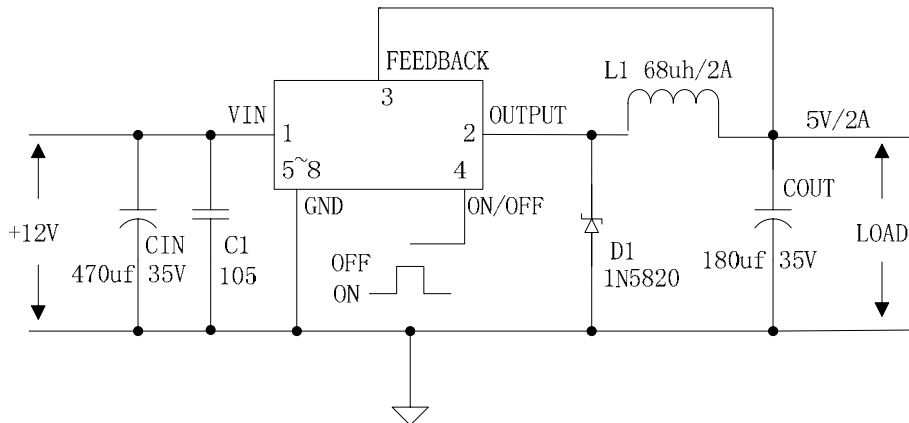 FEEDBACK
3
L1 68uh/2A
VIN
1
OUTPUT
2
5V/2A
5~8
4
GND
ON/OFF
COUT
+12V
CIN
470uf 35V
C1
105
OFF
ON
D1
1N5820
180uf 35V
LOAD